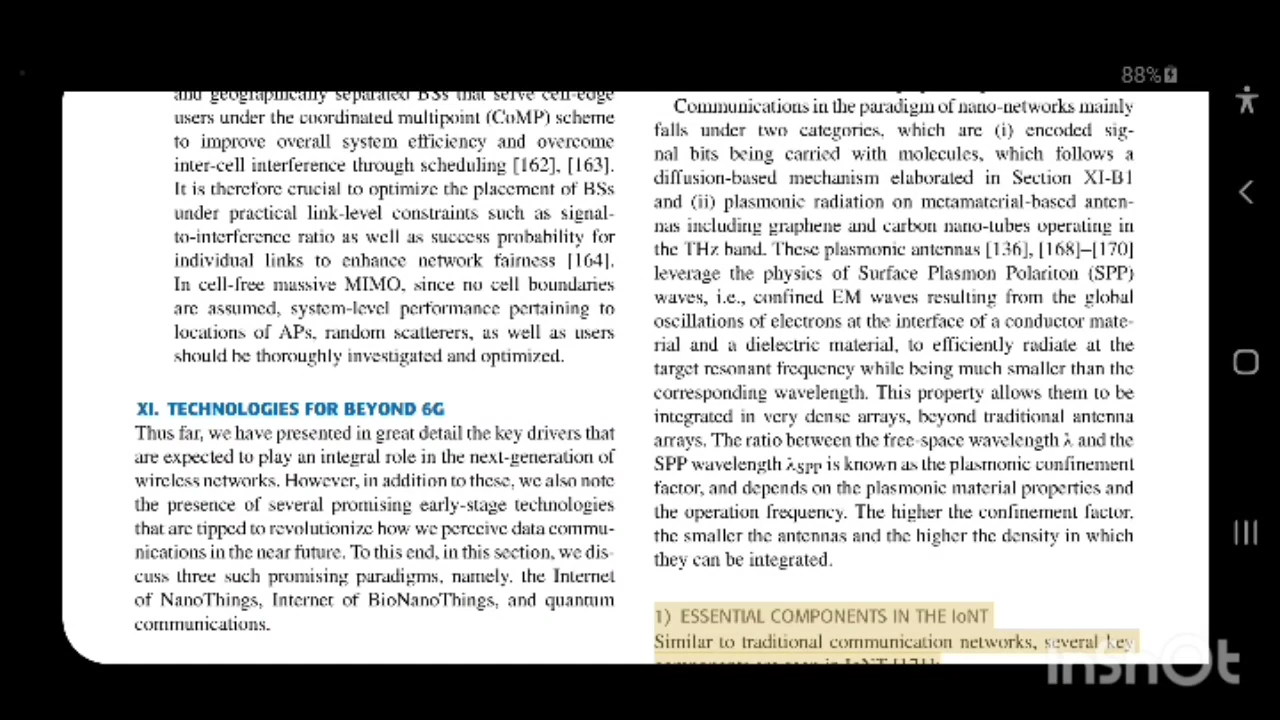 88%
and geographically separated BSs that serve cell-edge
users under the coordinated multipoint (CoMP) scheme
to improve overall system efficiency and overcome
inter-cell interference through scheduling [162], [163].
It is therefore crucial to optimize the placement of BSs
under practical link-level constraints such as signal-
to-interference ratio as well as success probability for
individual links to enhance network fairness [164].
In cell-free massive MIMO, since no cell boundaries
are assumed, system-level performance pertaining to
locations of APs, random scatterers, as well as users
should be thoroughly investigated and optimized.
XI. TECHNOLOGIES FOR BEYOND 6G
Thus far, we have presented in great detail the key drivers that
are expected to play an integral role in the next-generation of
wireless networks. However, in addition to these, we also note
the presence of several promising early-stage technologies
that are tipped to revolutionize how we perceive data commu-
nications in the near future. To this end, in this section, we dis-
cuss three such promising paradigms, namely, the Internet
of NanoThings, Internet of BioNanoThings, and quantum
communications.
Communications in the paradigm of nano-networks mainly
falls under two categories, which are (i) encoded sig-
nal bits being carried with molecules, which follows a
diffusion-based mechanism elaborated in Section XI-B1
and (ii) plasmonic radiation on metamaterial-based anten-
nas including graphene and carbon nano-tubes operating in
the THz band. These plasmonic antennas [136], [168]–[170]
leverage the physics of Surface Plasmon Polariton (SPP)
waves, i.e., confined EM waves resulting from the global
oscillations of electrons at the interface of a conductor mate-
rial and a dielectric material, to efficiently radiate at the
target resonant frequency while being much smaller than the
corresponding wavelength. This property allows them to be
integrated in very dense arrays, beyond traditional antenna
arrays. The ratio between the free-space wavelength λ and the
SPP wavelength λSPP is known as the plasmonic confinement
factor, and depends on the plasmonic material properties and
the operation frequency. The higher the confinement factor,
the smaller the antennas and the higher the density in which
they can be integrated.
1) ESSENTIAL COMPONENTS IN THE IoNT
Similar to traditional communication networks, several key
InShOt